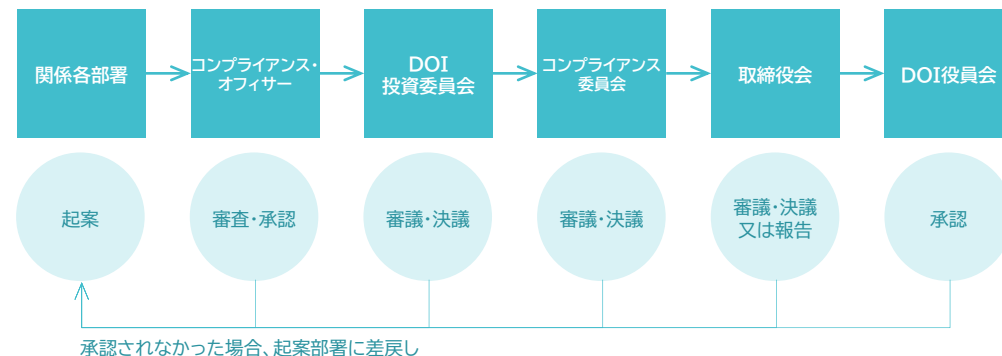 関係各部署
コンプライアンス・
オフィサー
DOI
投資委員会
コンプライアンス
委員会
取締役会
DOI役員会
起案
審査・承認
審議・決議
審議・決議
審議・決議
又は報告
承認
承認されなかった場合、起案部署に差戻し